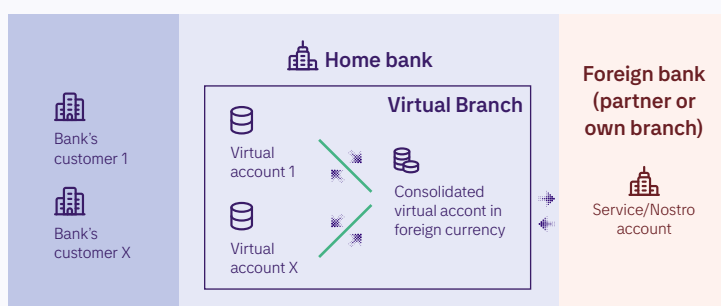 Bank's
customer 1
Bank's
customer X
Home bank
Virtual Branch
Virtual
account 1
Virtual
account X
Consolidated
virtual accont in
foreign currency
Foreign bank
(partner or
own branch)
Service/Nostro
account